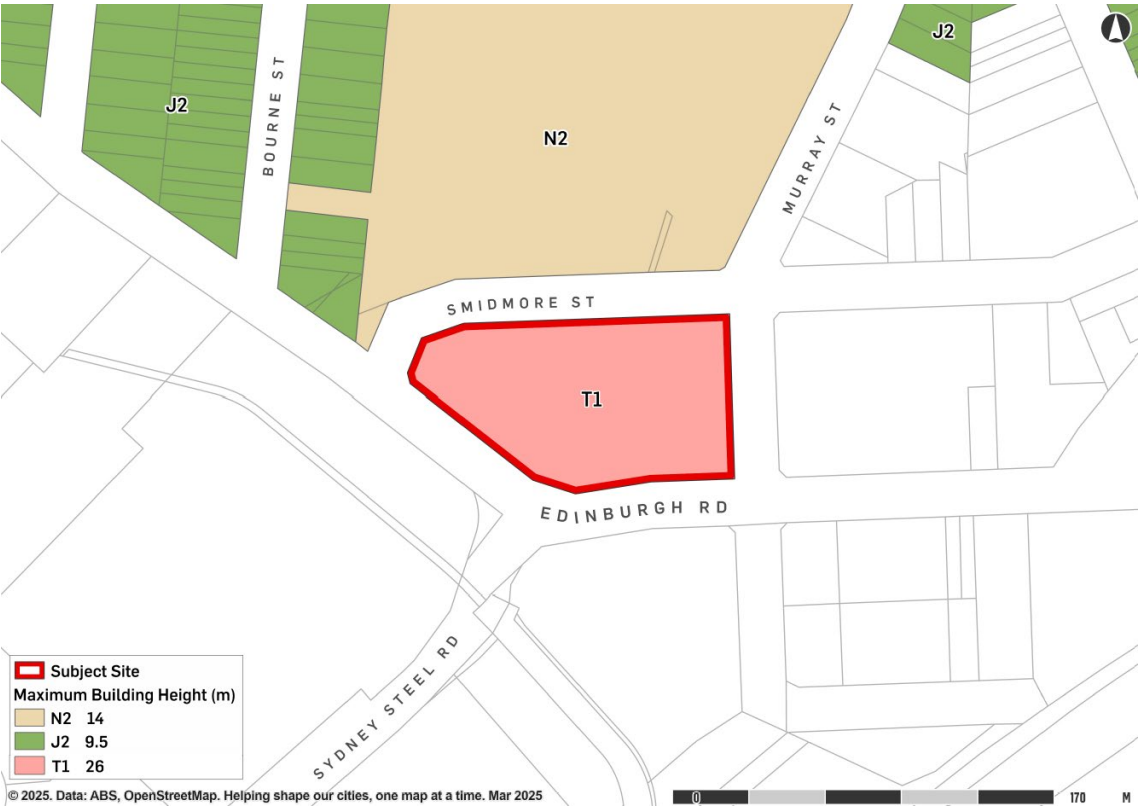 J2
J2
BOURNE ST
N2
MURRAY ST
SMIDMORE ST
T1
EDINBURGH RD
SYDNEY STEEL RD
Subject Site
Maximum Building Height (m)
N2 14
J2 9.5
T1 26
© 2025. Data: ABS, OpenStreetMap. Helping shape our cities, one map at a time. Mar 2025
0 170 M